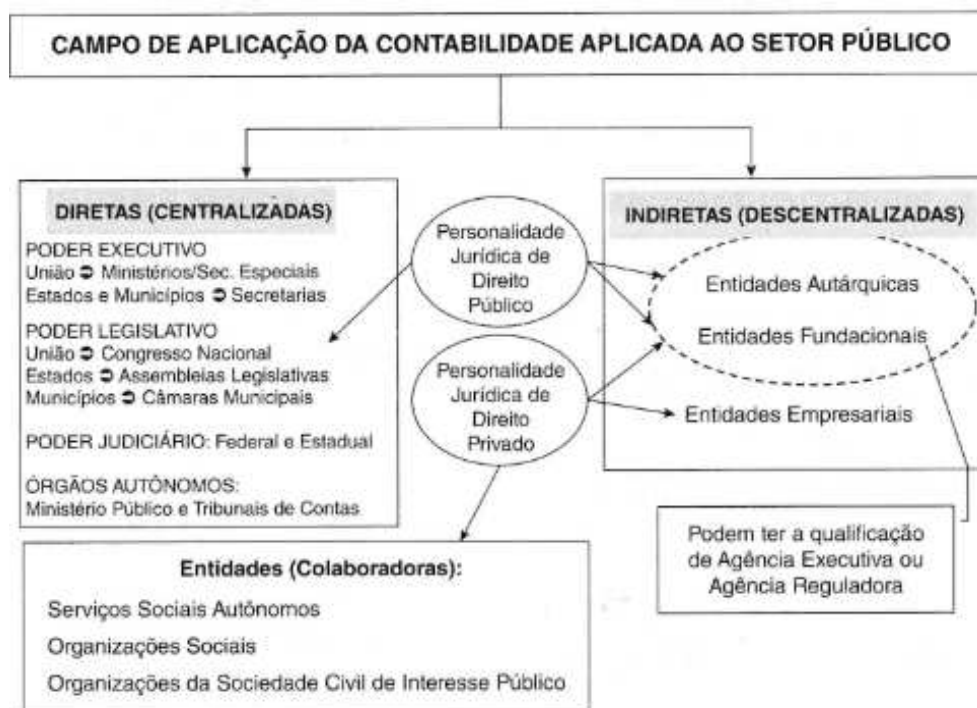 CAMPO DE APLICAÇÃO DA CONTABILIDADE APLICADA AO SETOR PÚBLICO
DIRETAS (CENTRALIZADAS)
PODER EXECUTIVO
União ➲ Ministérios/Sec. Especiais
Estados e Municípios ➲ Secretarias
PODER LEGISLATIVO
União ➲ Congresso Nacional
Estados ➲ Assembleias Legislativas
Municípios ➲ Câmaras Municipais
PODER JUDICIÁRIO: Federal e Estadual
ÓRGÃOS AUTÔNOMOS:
Ministério Público e Tribunais de Contas
Personalidade
Jurídica de
Direito
Público
Personalidade
Jurídica de
Direito
Privado
INDIRETAS (DESCENTRALIZADAS)
Entidades Autárquicas
Entidades Fundacionais
Entidades Empresariais
Podem ter a qualificação
de Agência Executiva ou
Agência Reguladora
Entidades (Colaboradoras):
Serviços Sociais Autônomos
Organizações Sociais
Organizações da Sociedade Civil de Interesse Público